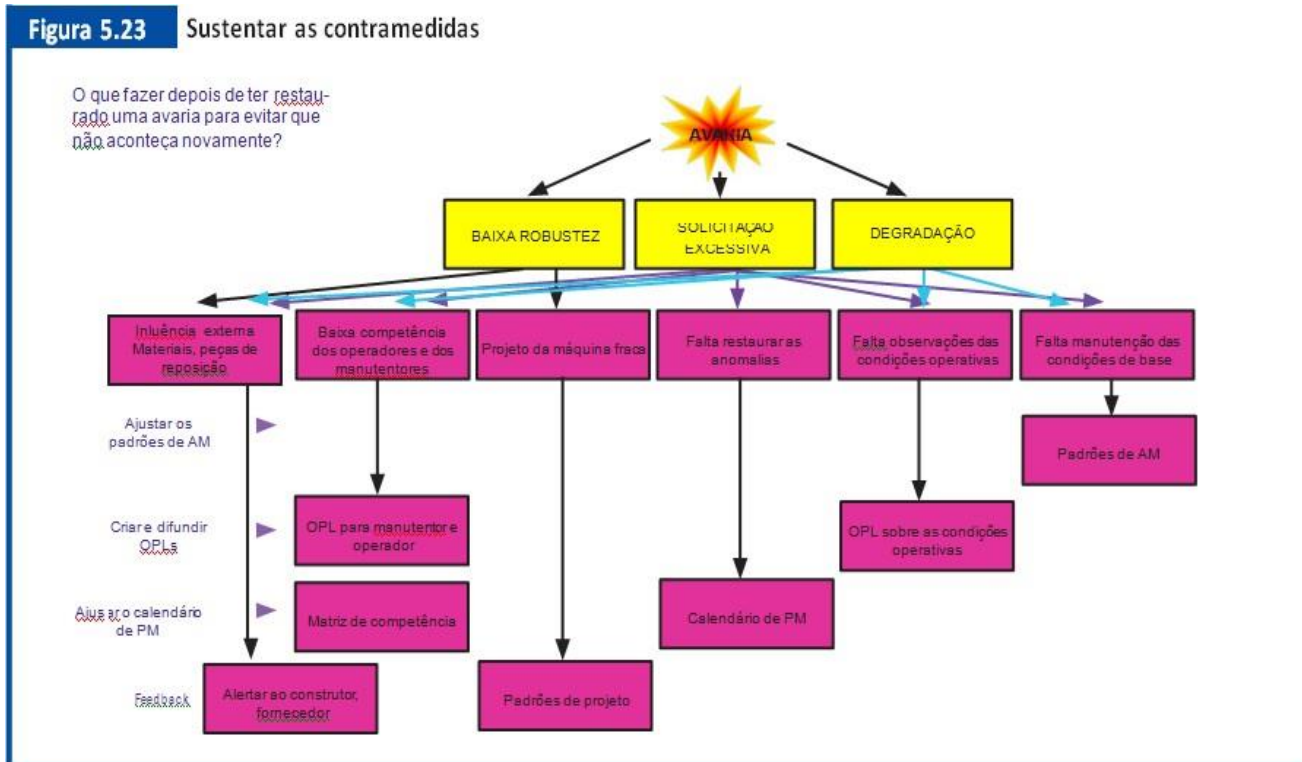 Figura 5.23
Sustentar as contramedidas
O que fazer depois de ter restau-
rado uma avaria para evitar que
não aconteça novamente?
AVARIA
BAIXA ROBUSTEZ
SOLICITAÇÃO
EXCESSIVA
DEGRADAÇÃO
Inluência externa
Materiais, peças de
reposição
Baixa competência
dos operadores e dos
manutentores
Projeto da máquina fraca
Falta restaurar as
anomalias
Falta observações das
condições operativas
Falta manutenção das
condições de base
Ajustar os
padrões de AM
Padrões de AM
Criar e difundir
OPLs
OPL para manutentor e
operador
OPL sobre as condições
operativas
Ajus ar o calendário
de PM
Matriz de competência
Calendário de PM
Feedback
Alertar ao construtor,
fornecedor
Padrões de projeto